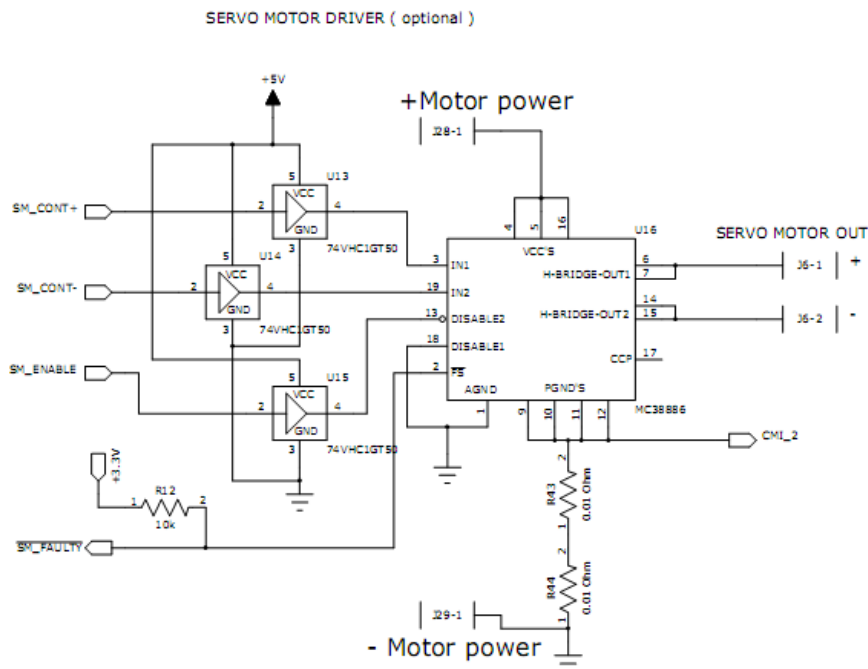 SERVO MOTOR DRIVER ( optional )
+5V
+Motor power
J28-1
5
U13
VCC
SM_CONT+
2
4
GND
3
74VHC1GT50
U14
5
VCC
SM_CONT-
2
4
GND
3
74VHC1GT50
SM_ENABLE
5
U15
VCC
2
4
GND
3
74VHC1GT50
4
5
16
U16
VCC'S
3
IN1
19
IN2
13
DISABLE2
18
DISABLE1
2
FS
AGND
1
PGND'S
9
10
11
12
H-BRIDGE-OUT1
6
7
H-BRIDGE-OUT2
14
15
CCP
17
MC38886
SERVO MOTOR OUT
J6-1
+
J6-2
-
CMI_2
+3.3V
R12
1
2
10k
SM_FAULTY
2
R43
0.01 Ohm
1
2
R44
0.01 Ohm
1
J29-1
- Motor power